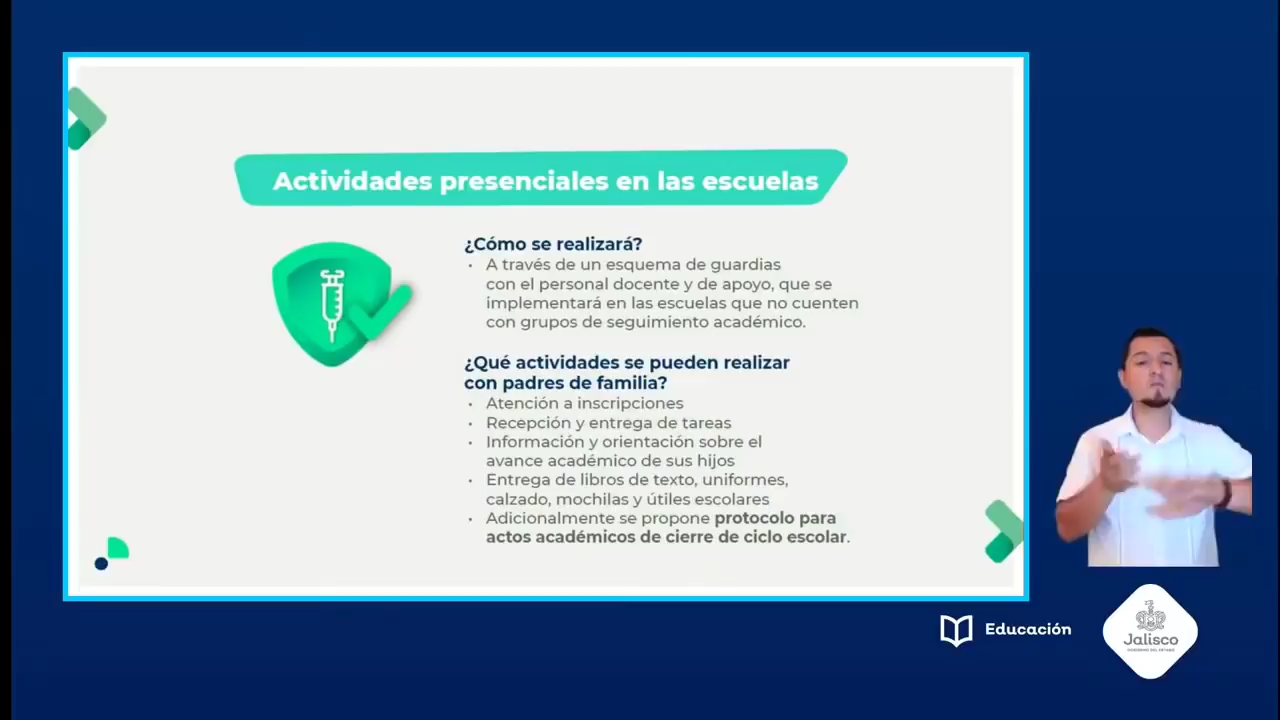 Actividades presenciales en las escuelas
¿Cómo se realizará?
• A través de un esquema de guardias
con el personal docente y de apoyo, que se
implementará en las escuelas que no cuenten
con grupos de seguimiento académico.
¿Qué actividades se pueden realizar
con padres de familia?
• Atención a inscripciones
• Recepción y entrega de tareas
• Información y orientación sobre el
avance académico de sus hijos
• Entrega de libros de texto, uniformes,
calzado, mochilas y útiles escolares
• Adicionalmente se propone protocolo para
actos académicos de cierre de ciclo escolar.
Educación
Jalisco
GOBIERNO DEL ESTADO